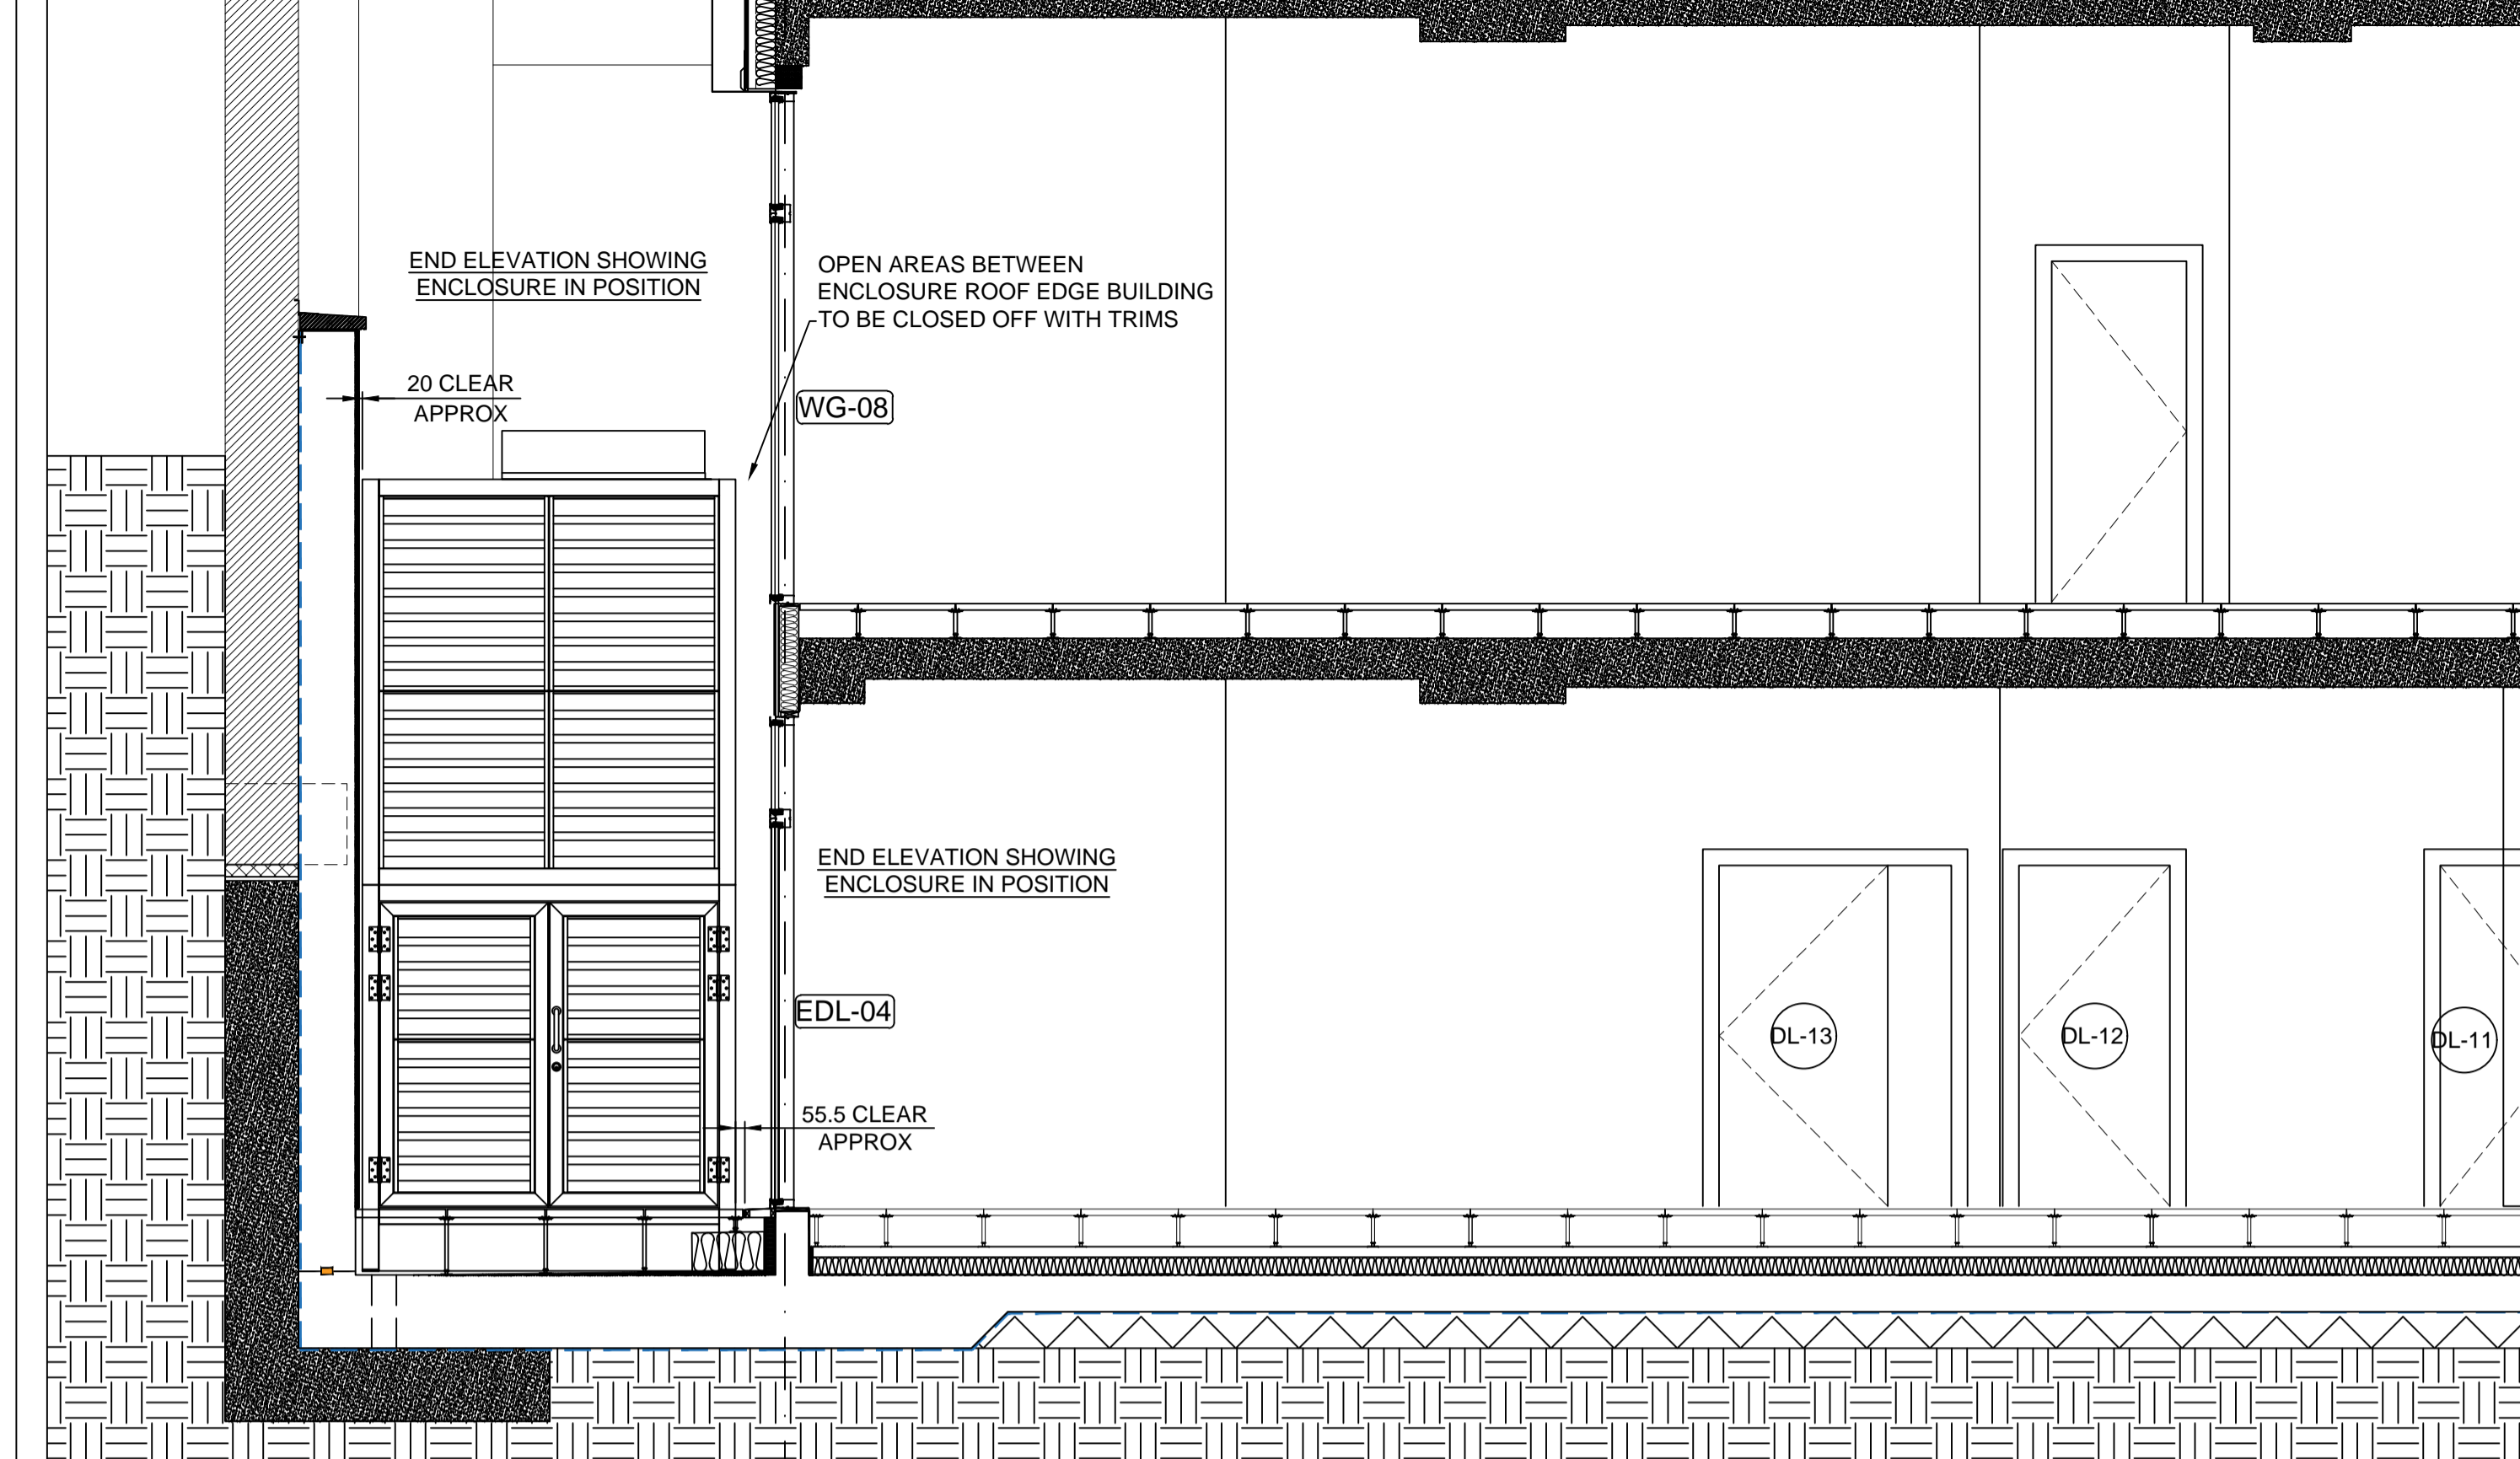 END ELEVATION SHOWING
ENCLOSURE IN POSITION
OPEN AREAS BETWEEN
ENCLOSURE ROOF EDGE BUILDING
TO BE CLOSED OFF WITH TRIMS
20 CLEAR
APPROX
WG-08
END ELEVATION SHOWING
ENCLOSURE IN POSITION
EDL-04
DL-13
DL-12
DL-11
55.5 CLEAR
APPROX